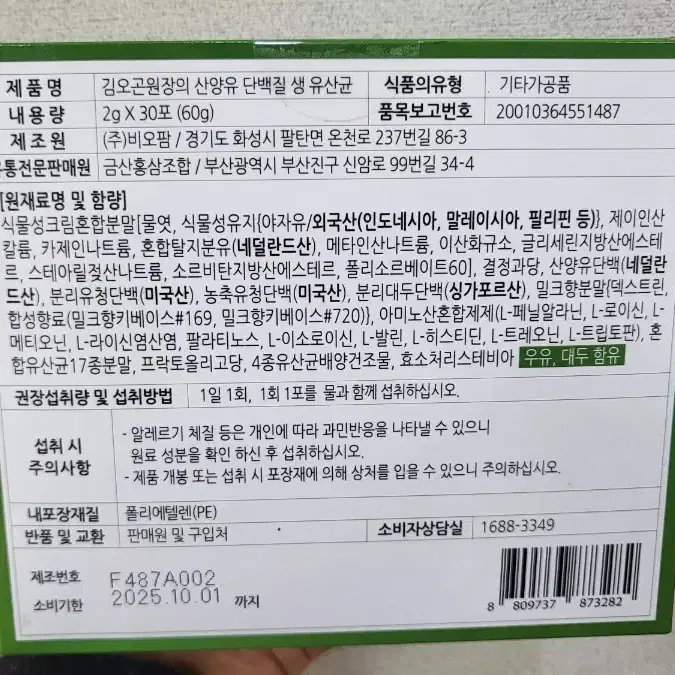 제품명 김오곤원장의 산양유 단백질 생 유산균 식품의유형 기타가공품
내용량 2g X 30포 (60g) 품목보고번호 20010364551487
제조원 (주)비오팜 / 경기도 화성시 팔탄면 온천로 237번길 86-3
유통전문판매원 금산홍삼조합 / 부산광역시 부산진구 신암로 99번길 34-4
[원재료명 및 함량]
식물성크림혼합분말[물엿, 식물성유지{야자유/외국산(인도네시아, 말레이시아, 필리핀 등)}, 제이인산
칼륨, 카제인나트륨, 혼합탈지분유(네덜란드산), 메타인산나트륨, 이산화규소, 글리세린지방산에스테
르, 스테아릴젖산나트륨, 소르비탄지방산에스테르, 폴리소르베이트60], 결정과당, 산양유단백(네덜란
드산), 분리유청단백(미국산), 농축유청단백(미국산), 분리대두단백(싱가포르산), 밀크향분말{덱스트린,
합성향료(밀크향키베이스#169, 밀크향키베이스#720)}, 아미노산혼합제제(L-페닐알라닌, L-로이신, L-
메티오닌, L-라이신염산염, 팔라티노스, L-이소로이신, L-발린, L-히스티딘, L-트레오닌, L-트립토판), 혼
합유산균17종분말, 프락토올리고당, 4종유산균배양건조물, 효소처리스테비아 우유, 대두 함유
권장섭취량 및 섭취방법 1일 1회, 1회 1포를 물과 함께 섭취하십시오.
섭취 시
주의사항
- 알레르기 체질 등은 개인에 따라 과민반응을 나타낼 수 있으니
원료 성분을 확인 하신 후 섭취하십시오.
- 제품 개봉 또는 섭취 시 포장재에 의해 상처를 입을 수 있으니 주의하십시오.
내포장재질 폴리에틸렌(PE)
반품 및 교환 판매원 및 구입처 소비자상담실 1688-3349
제조번호 F487A002
소비기한 2025.10.01 까지
8 809737 873282